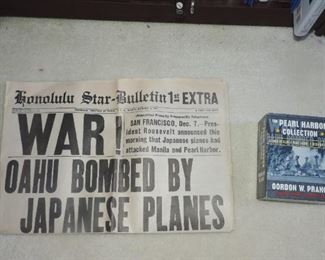 Honolulu Star-Bulletin 1st EXTRA
WAR!
SAN FRANCISCO, Dec. 7.—Pres-
ident Roosevelt announced this
morning that Japanese planes had
attacked Manila and Pearl Harbor.
OAHU BOMBED BY
JAPANESE PLANES
THE
PEARL HARBOR
COLLECTION
GORDON W. PRANGE